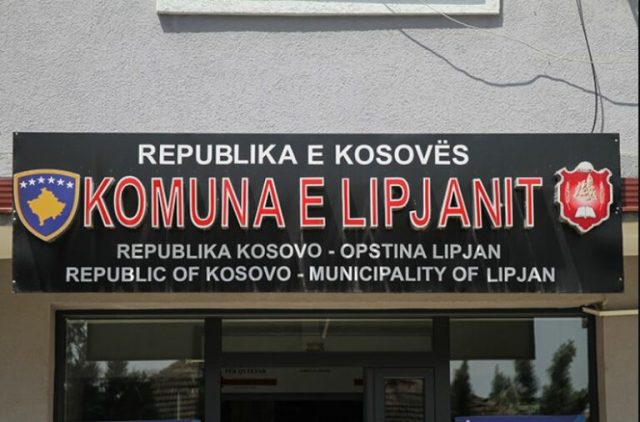 REPUBLIKA E KOSOVËS
KOMUNA E LIPJANIT
REPUBLIKA KOSOVO - OPSTINA LIPJAN
REPUBLIC OF KOSOVO - MUNICIPALITY OF LIPJAN